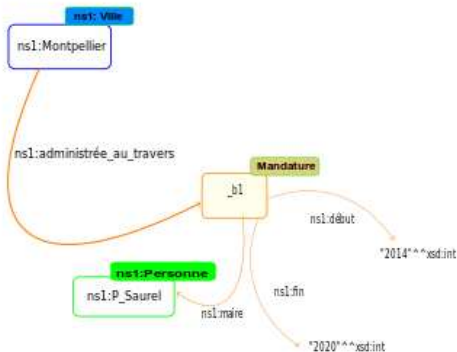 ns1: Ville
ns1:Montpellier
ns1:administrée_au_travers
Mandature
_b1
ns1:début
"2014"^^xsd:int
ns1:Personne
ns1:fin
ns1:P_Saurel
ns1:maire
"2020"^^xsd:int